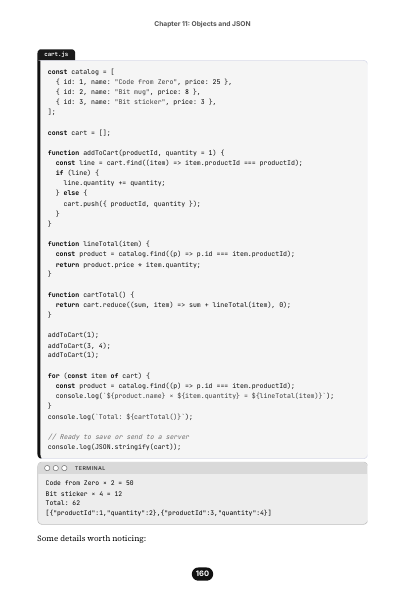 Chapter 11: Objects and JSON
cart.js
const catalog = [
  { id: 1, name: "Code from Zero", price: 25 },
  { id: 2, name: "Bit mug", price: 8 },
  { id: 3, name: "Bit sticker", price: 3 },
];

const cart = [];

function addToCart(productId, quantity = 1) {
  const line = cart.find((item) => item.productId === productId);
  if (line) {
    line.quantity += quantity;
  } else {
    cart.push({ productId, quantity });
  }
}

function lineTotal(item) {
  const product = catalog.find((p) => p.id === item.productId);
  return product.price * item.quantity;
}

function cartTotal() {
  return cart.reduce((sum, item) => sum + lineTotal(item), 0);
}

addToCart(1);
addToCart(3, 4);
addToCart(1);

for (const item of cart) {
  const product = catalog.find((p) => p.id === item.productId);
  console.log(`${product.name} × ${item.quantity} = ${lineTotal(item)}`);
}
console.log(`Total: ${cartTotal()}`);

// Ready to save or send to a server
console.log(JSON.stringify(cart));
TERMINAL
Code from Zero × 2 = 50
Bit sticker × 4 = 12
Total: 62
[{"productId":1,"quantity":2},{"productId":3,"quantity":4}]
Some details worth noticing:
160